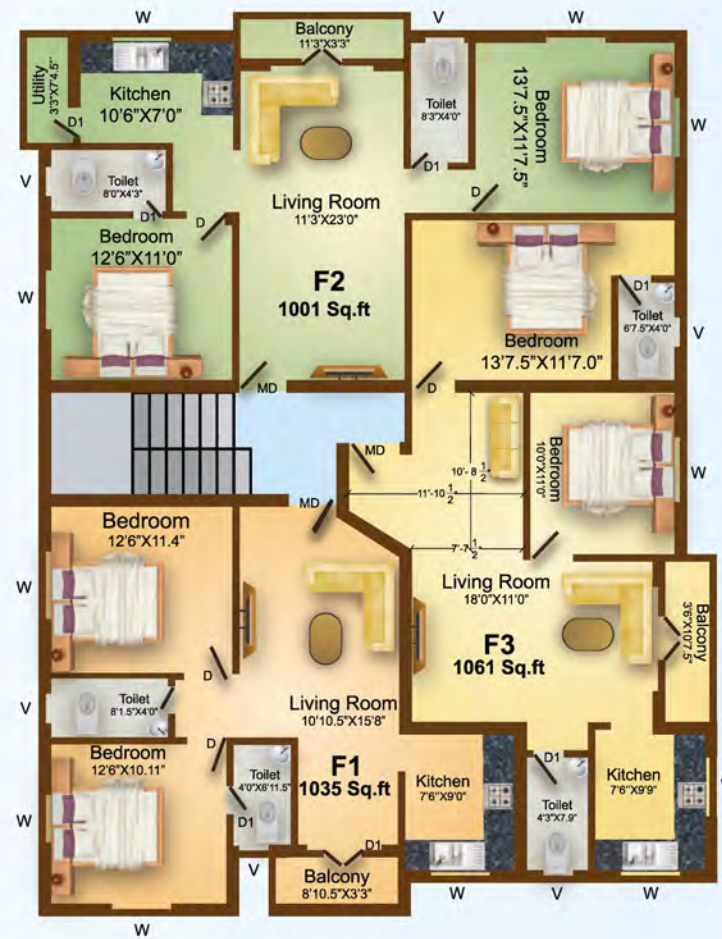 W
V
W
Balcony
11'3"X3'3"
Utility
3'3"X7'4.5"
Kitchen
10'6"X7'0"
Toilet
8'3"X4'0"
Bedroom
13'7.5"X11'7.5"
D1
D1
W
V
Toilet
8'0"X4'3"
D1
D
Living Room
11'3"X23'0"
D
Bedroom
12'6"X11'0"
W
F2
1001 Sq.ft
D1
Toilet
6'7.5"X4'0"
V
Bedroom
13'7.5"X11'7.0"
MD
D
MD
10'- 8 1/2"
11'-10 1/2"
7'-7 1/2"
Bedroom
10'0"X11'0"
W
MD
Bedroom
12'6"X11.4"
W
Living Room
18'0"X11'0"
F3
1061 Sq.ft
Balcony
3'6"X10'7.5"
D
V
Toilet
8'1.5"X4'0"
Living Room
10'10.5"X15'8"
D
Bedroom
12'6"X10.11"
W
F1
1035 Sq.ft
Toilet
4'0"X6'11.5"
D1
Kitchen
7'6"X9'0"
D1
Toilet
4'3"X7.9"
Kitchen
7'6"X9'9"
D1
Balcony
8'10.5"X3'3"
V
W
V
W
W